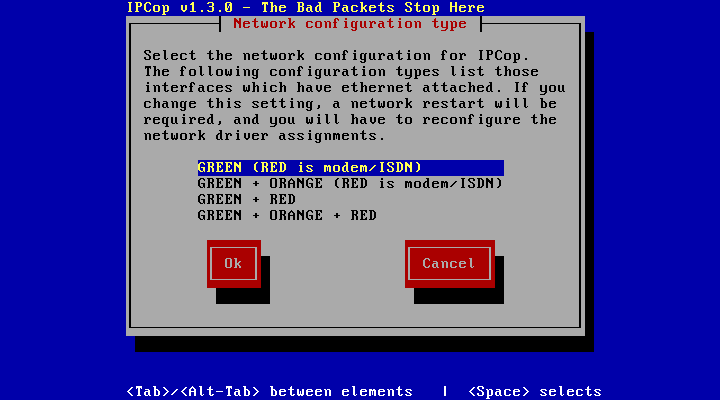 IPCop v1.3.0 - The Bad Packets Stop Here
Network configuration type
Select the network configuration for IPCop.
The following configuration types list those
interfaces which have ethernet attached. If you
change this setting, a network restart will be
required, and you will have to reconfigure the
network driver assignments.
GREEN (RED is modem/ISDN)
GREEN + ORANGE (RED is modem/ISDN)
GREEN + RED
GREEN + ORANGE + RED
Ok Cancel
<Tab>/<Alt-Tab> between elements | <Space> selects